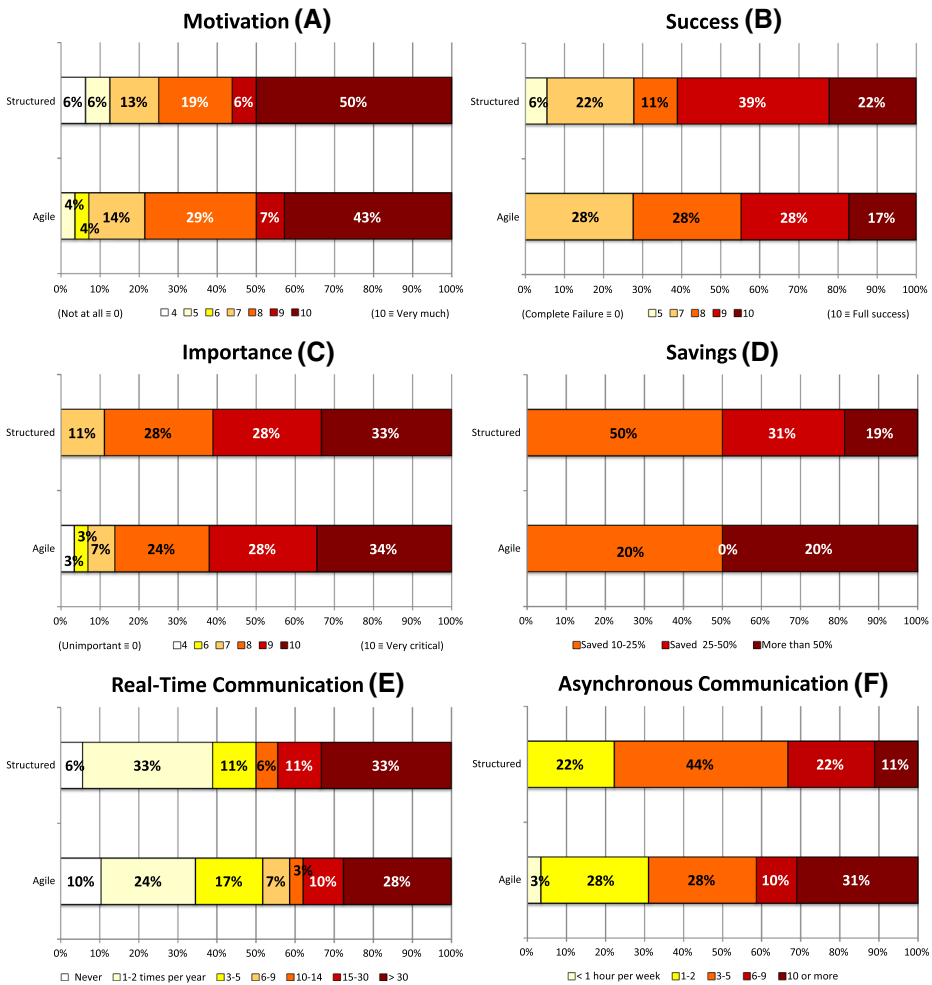 Motivation (A)
Structured
6% 6% 13% 19% 6% 50%
Agile
4% 4% 14% 29% 7% 43%
0% 10% 20% 30% 40% 50% 60% 70% 80% 90% 100%
(Not at all ≡ 0) 4 5 6 7 8 9 10 (10 ≡ Very much)
Success (B)
Structured
6% 22% 11% 39% 22%
Agile
28% 28% 28% 17%
0% 10% 20% 30% 40% 50% 60% 70% 80% 90% 100%
(Complete Failure ≡ 0) 5 7 8 9 10 (10 ≡ Full success)
Importance (C)
Structured
11% 28% 28% 33%
Agile
3% 3% 7% 24% 28% 34%
0% 10% 20% 30% 40% 50% 60% 70% 80% 90% 100%
(Unimportant ≡ 0) 4 6 7 8 9 10 (10 ≡ Very critical)
Savings (D)
Structured
50% 31% 19%
Agile
20% 0% 20%
0% 10% 20% 30% 40% 50% 60% 70% 80% 90% 100%
Saved 10-25% Saved 25-50% More than 50%
Real-Time Communication (E)
Structured
6% 33% 11% 6% 11% 33%
Agile
10% 24% 17% 7% 3% 10% 28%
0% 10% 20% 30% 40% 50% 60% 70% 80% 90% 100%
Never 1-2 times per year 3-5 6-9 10-14 15-30 > 30
Asynchronous Communication (F)
Structured
22% 44% 22% 11%
Agile
3% 28% 28% 10% 31%
0% 10% 20% 30% 40% 50% 60% 70% 80% 90% 100%
< 1 hour per week 1-2 3-5 6-9 10 or more